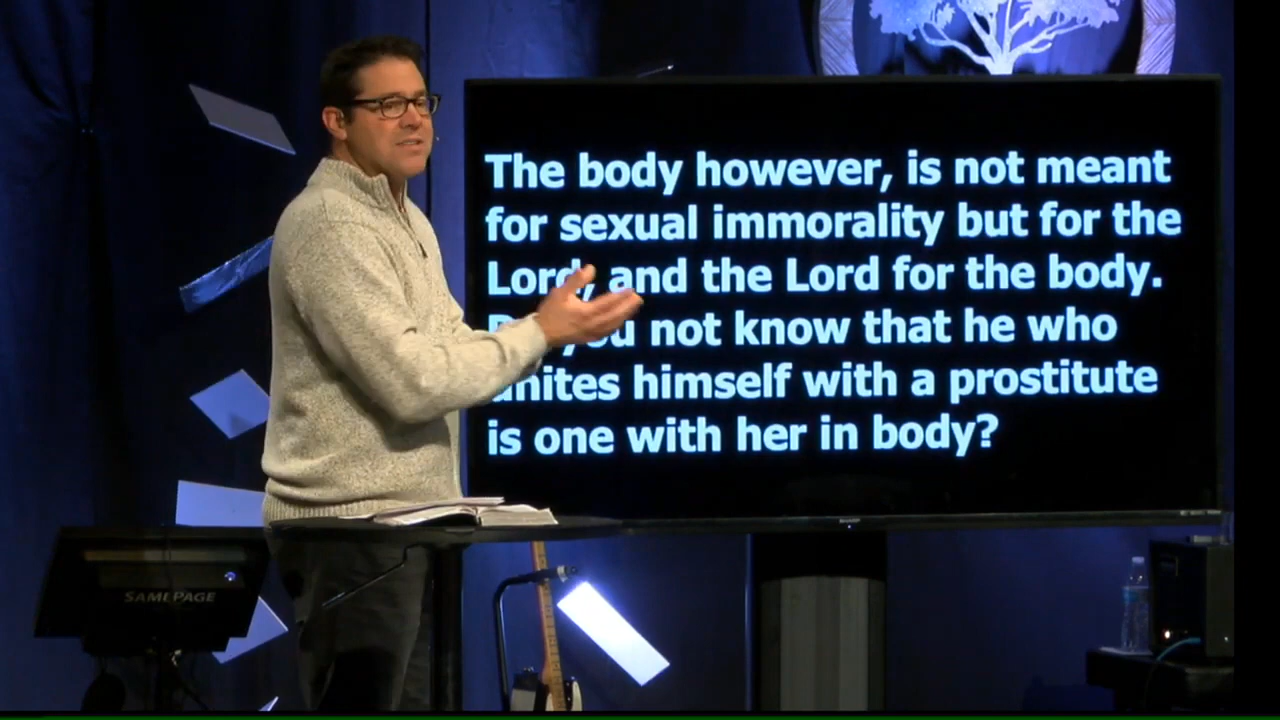 The body however, is not meant
for sexual immorality but for the
Lord, and the Lord for the body.
you not know that he who
unites himself with a prostitute
is one with her in body?
SAMEPAGE